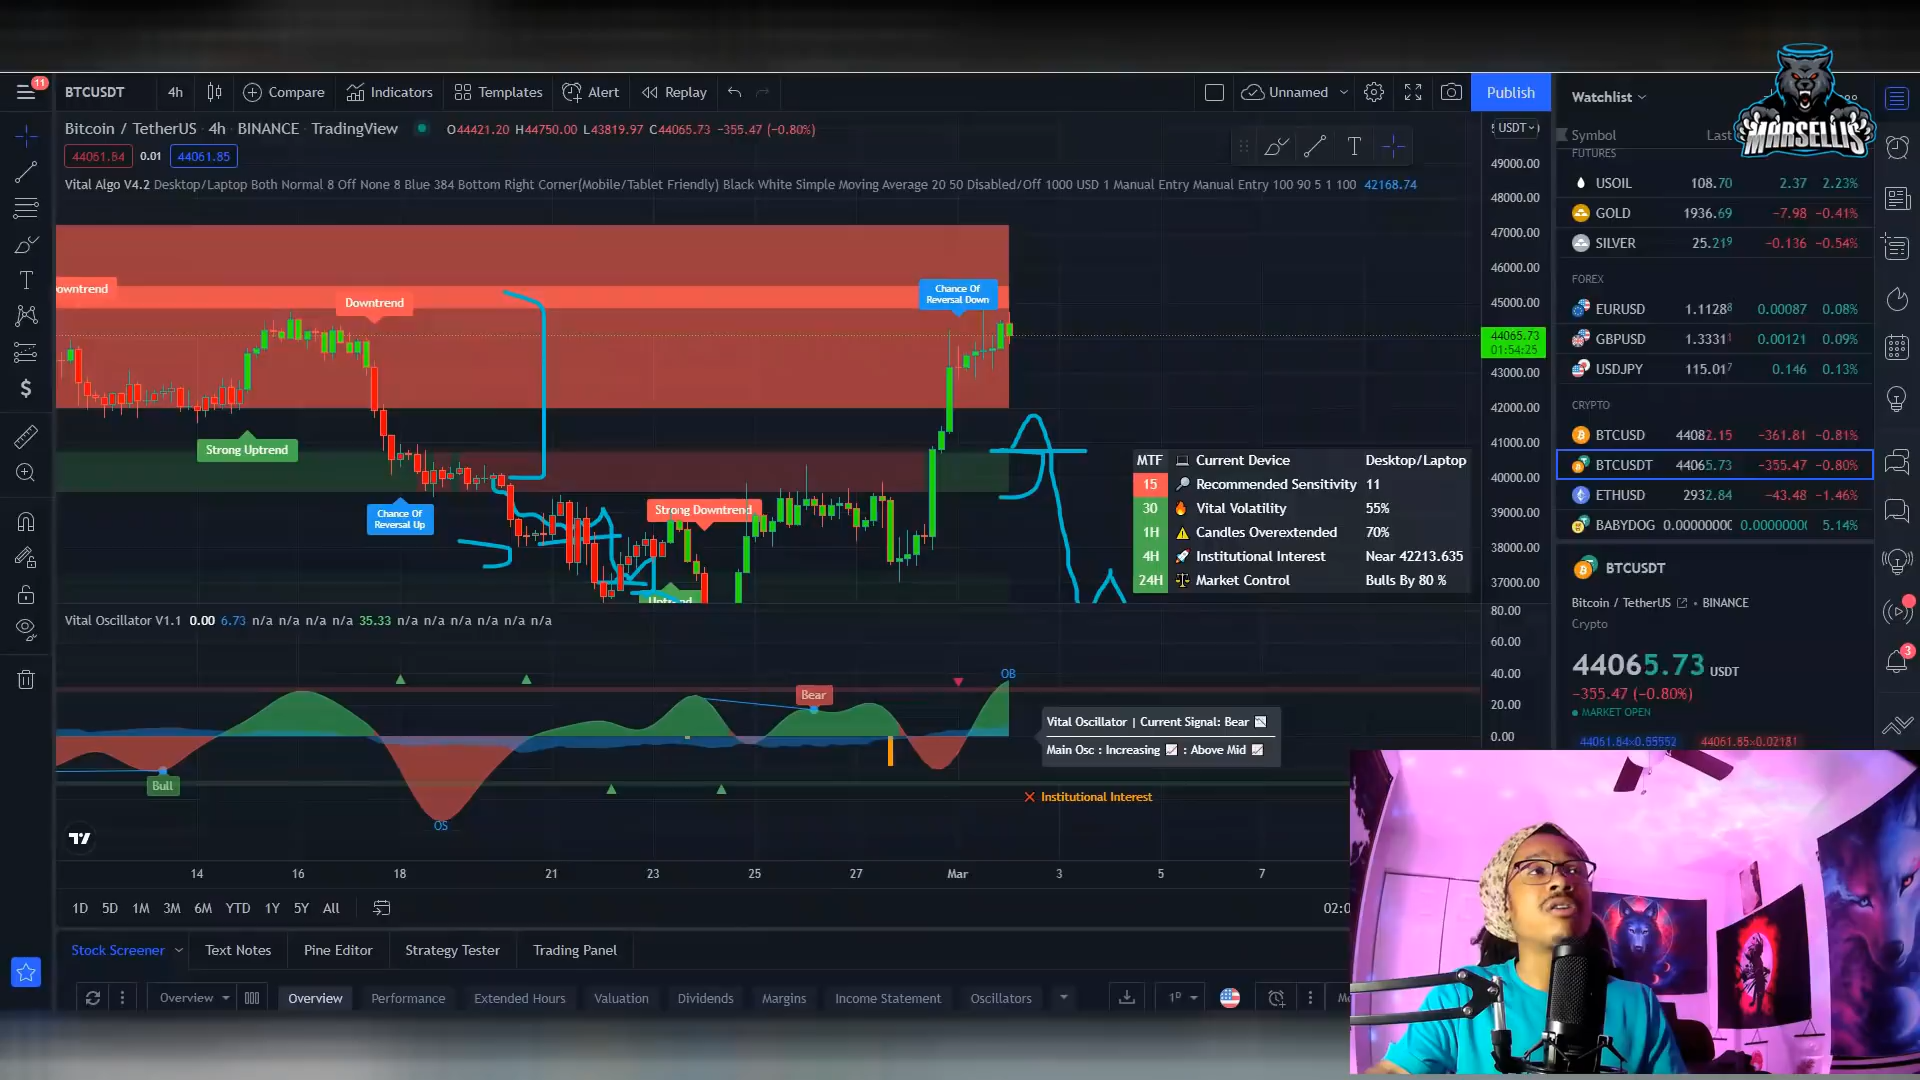 11
BTCUSDT 4h Compare Indicators Templates Alert Replay Unnamed Publish
Watchlist
MARSELLIS
Bitcoin / TetherUS · 4h · BINANCE · TradingView O44421.20 H44750.00 L43819.97 C44065.73 −355.47 (−0.80%)
USDT
Symbol Last
44061.84 0.01 44061.85
Vital Algo V4.2 Desktop/Laptop Both Normal 8 Off None 8 Blue 384 Bottom Right Corner(Mobile/Tablet Friendly) Black White Simple Moving Average 20 50 Disabled/Off 1000 USD 1 Manual Entry Manual Entry 100 90 5 1 100 42168.74
49000.00
48000.00
47000.00
46000.00
45000.00
44065.73
01:54:25
43000.00
42000.00
41000.00
40000.00
39000.00
38000.00
37000.00
FUTURES
USOIL 108.70 2.37 2.23%
GOLD 1936.69 −7.98 −0.41%
SILVER 25.219 −0.136 −0.54%
FOREX
EURUSD 1.11288 0.00087 0.08%
GBPUSD 1.3331 0.00121 0.09%
USDJPY 115.017 0.146 0.13%
CRYPTO
BTCUSD 44082.15 −361.81 −0.81%
BTCUSDT 44065.73 −355.47 −0.80%
ETHUSD 2932.84 −43.48 −1.46%
BABYDOG 0.0000000 0.0000000 5.14%
owntrend
Downtrend
Chance Of
Reversal Down
Strong Uptrend
Chance Of
Reversal Up
Strong Downtrend
Uptrend
MTF Current Device Desktop/Laptop
15 Recommended Sensitivity 11
30 Vital Volatility 55%
1H Candles Overextended 70%
4H Institutional Interest Near 42213.635
24H Market Control Bulls By 80 %
BTCUSDT
Bitcoin / TetherUS • BINANCE
Crypto
44065.73 USDT
−355.47 (−0.80%)
MARKET OPEN
3
Vital Oscillator V1.1 0.00 6.73 n/a n/a n/a n/a n/a 35.33 n/a n/a n/a n/a n/a n/a n/a
80.00
60.00
40.00
20.00
0.00
OB
Bear
Bull
OS
Vital Oscillator | Current Signal: Bear
Main Osc : Increasing : Above Mid
Institutional Interest
14 16 18 21 23 25 27 Mar 3 5 7
1D 5D 1M 3M 6M YTD 1Y 5Y All
02:0
Stock Screener Text Notes Pine Editor Strategy Tester Trading Panel
Overview Overview Performance Extended Hours Valuation Dividends Margins Income Statement Oscillators 1D